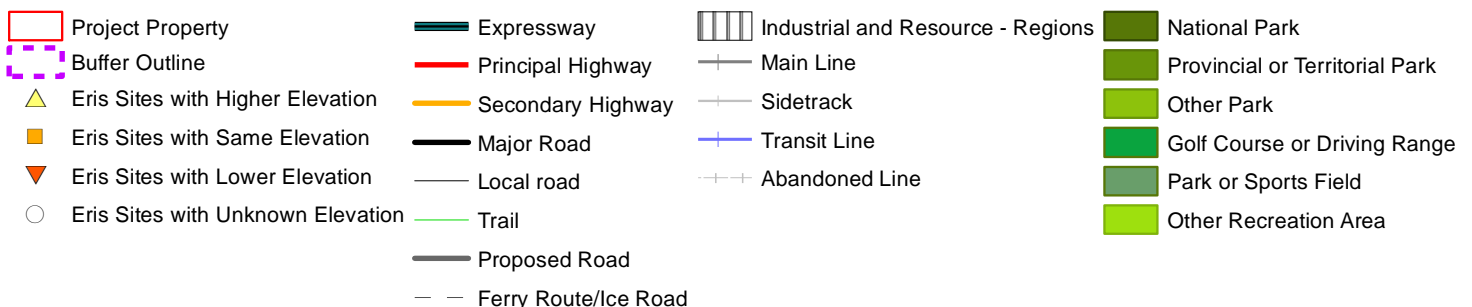 Project Property
Buffer Outline
Eris Sites with Higher Elevation
Eris Sites with Same Elevation
Eris Sites with Lower Elevation
Eris Sites with Unknown Elevation
Expressway
Principal Highway
Secondary Highway
Major Road
Local road
Trail
Proposed Road
Ferry Route/Ice Road
Industrial and Resource - Regions
Main Line
Sidetrack
Transit Line
Abandoned Line
National Park
Provincial or Territorial Park
Other Park
Golf Course or Driving Range
Park or Sports Field
Other Recreation Area